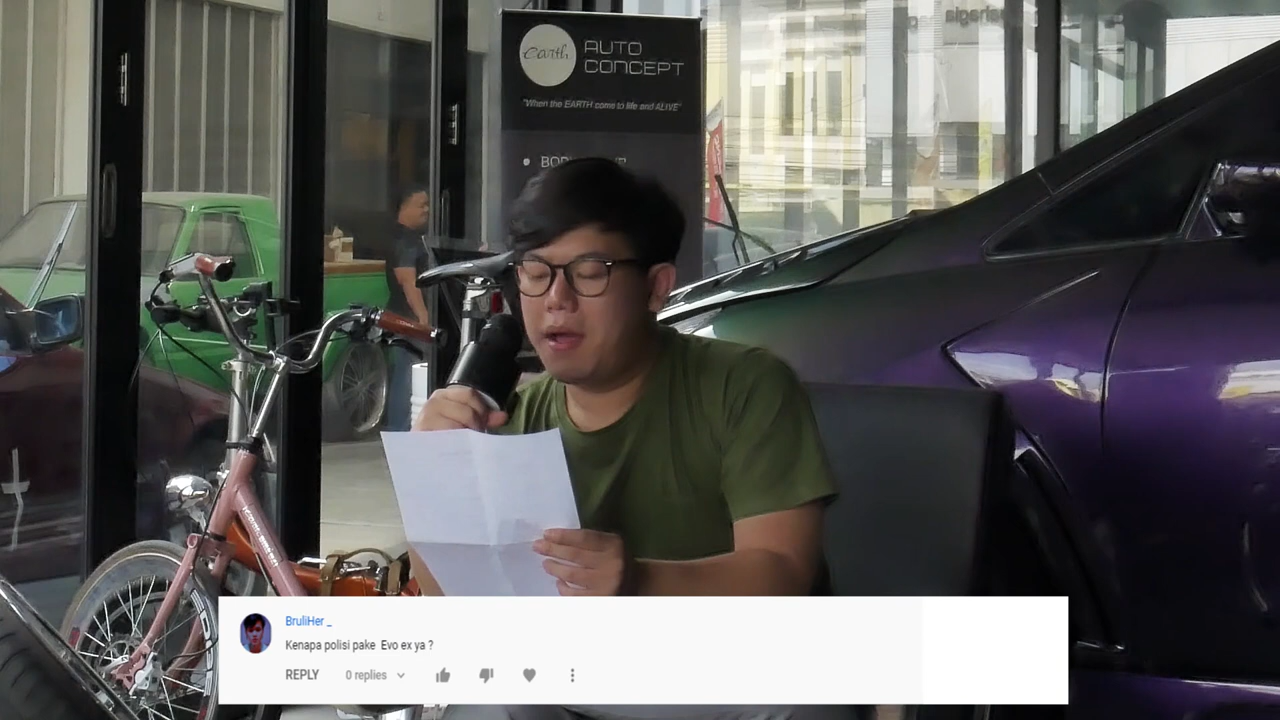 earth
AUTO
CONCEPT
"When the EARTH come to life and ALIVE"
BruliHer _
Kenapa polisi pake Evo ex ya ?
REPLY 0 replies